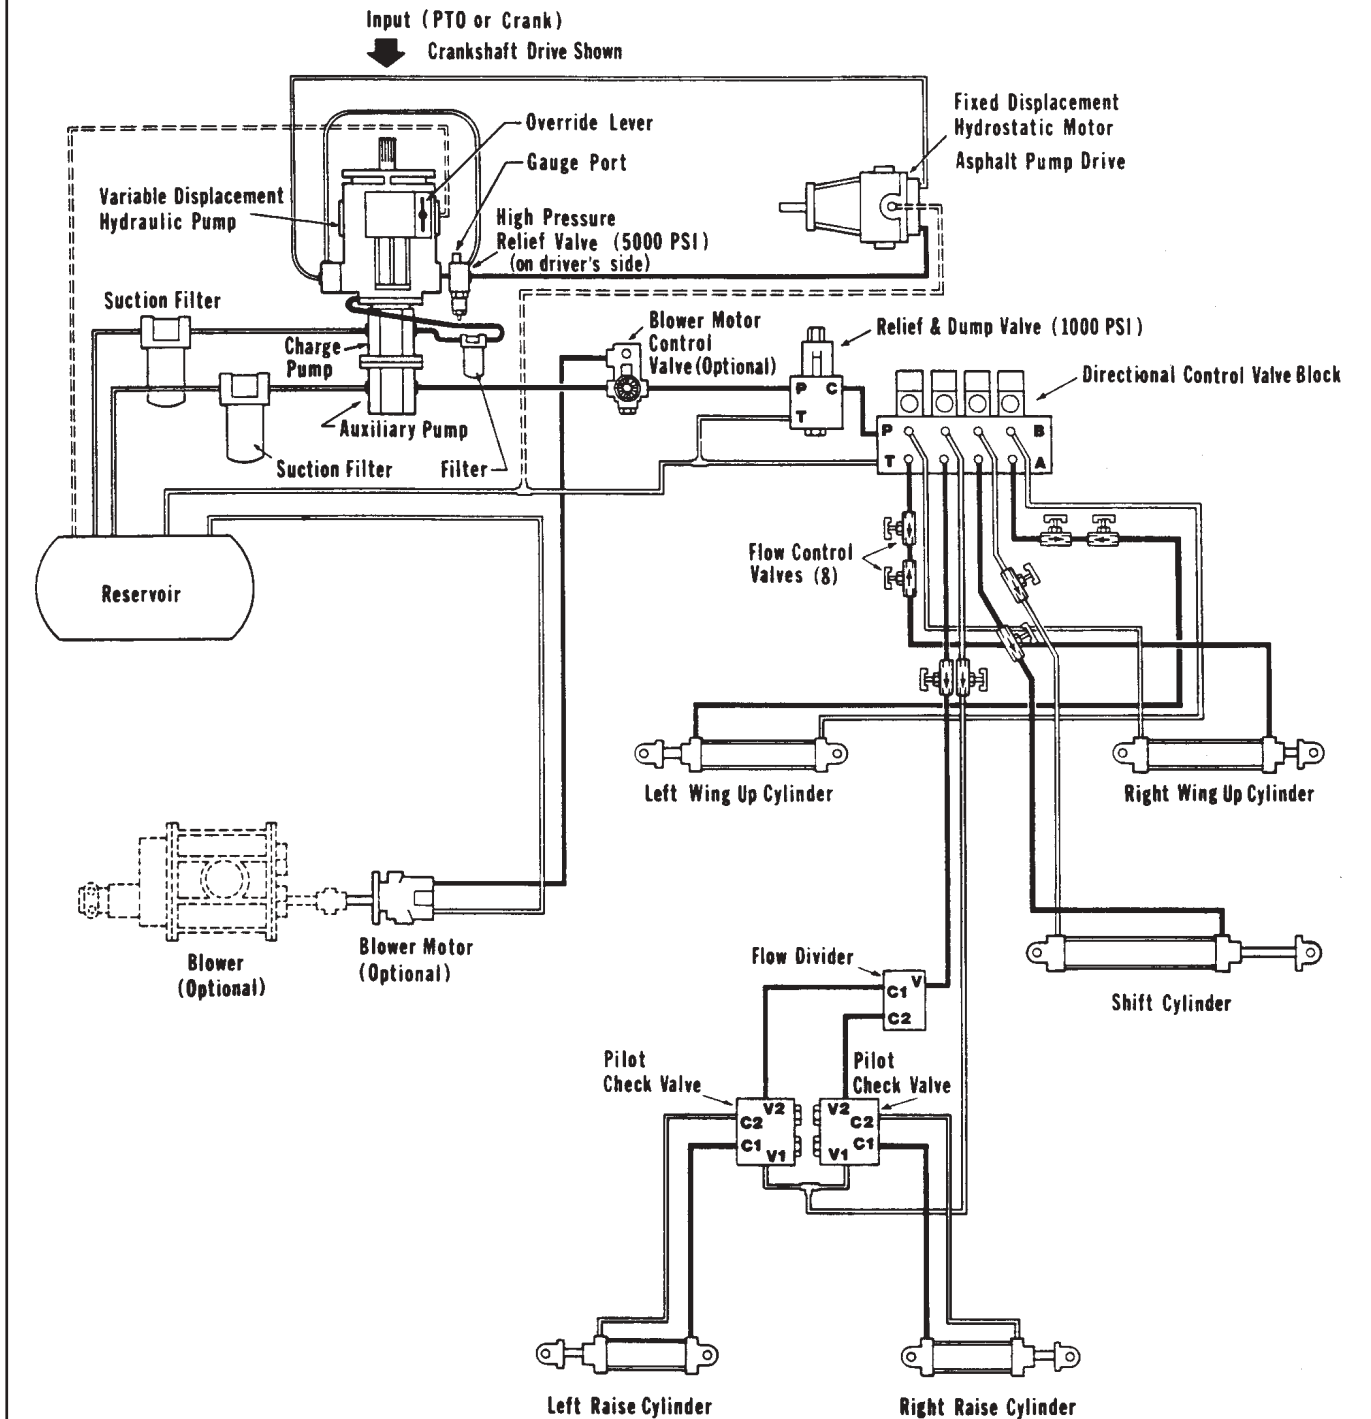 Input (PTO or Crank)
Crankshaft Drive Shown
Fixed Displacement
Hydrostatic Motor
Asphalt Pump Drive
Override Lever
Gauge Port
Variable Displacement
Hydraulic Pump
High Pressure
Relief Valve (5000 PSI)
(on driver's side)
Suction Filter
Charge
Pump
Blower Motor
Control
Valve (Optional)
Relief & Dump Valve (1000 PSI)
Directional Control Valve Block
P C
T
P B
T A
Auxiliary Pump
Suction Filter
Filter
Flow Control
Valves (8)
Reservoir
Left Wing Up Cylinder
Right Wing Up Cylinder
Blower
(Optional)
Blower Motor
(Optional)
Flow Divider
V
C1
C2
Shift Cylinder
Pilot
Check Valve
Pilot
Check Valve
V2
C2
C1
V1
V2
C2
C1
V1
Left Raise Cylinder
Right Raise Cylinder